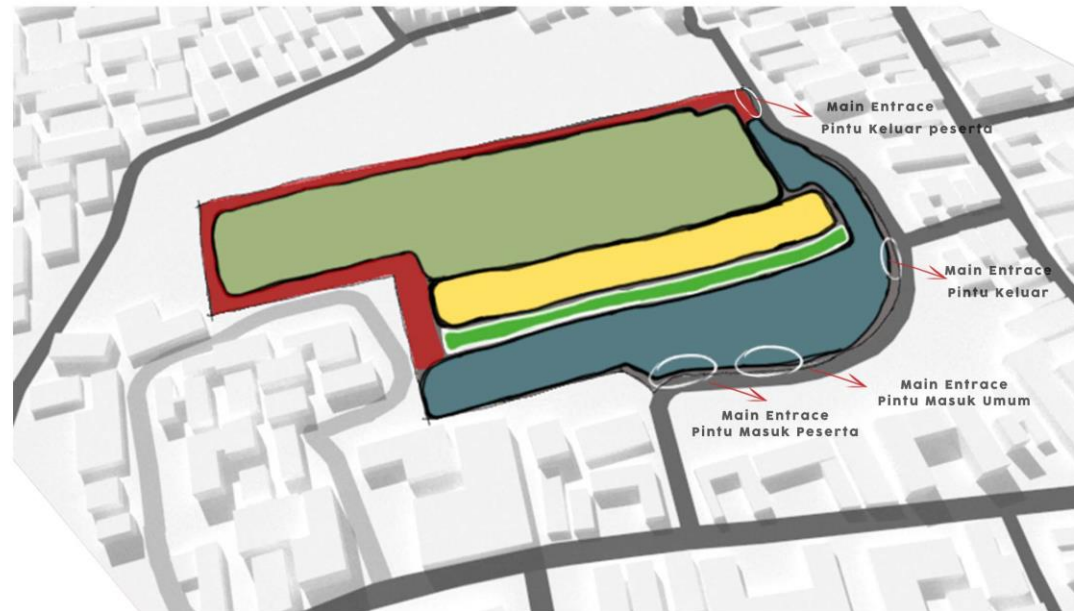 Main Entrace
Pintu Keluar peserta
Main Entrace
Pintu Keluar
Main Entrace
Pintu Masuk Umum
Main Entrace
Pintu Masuk Peserta